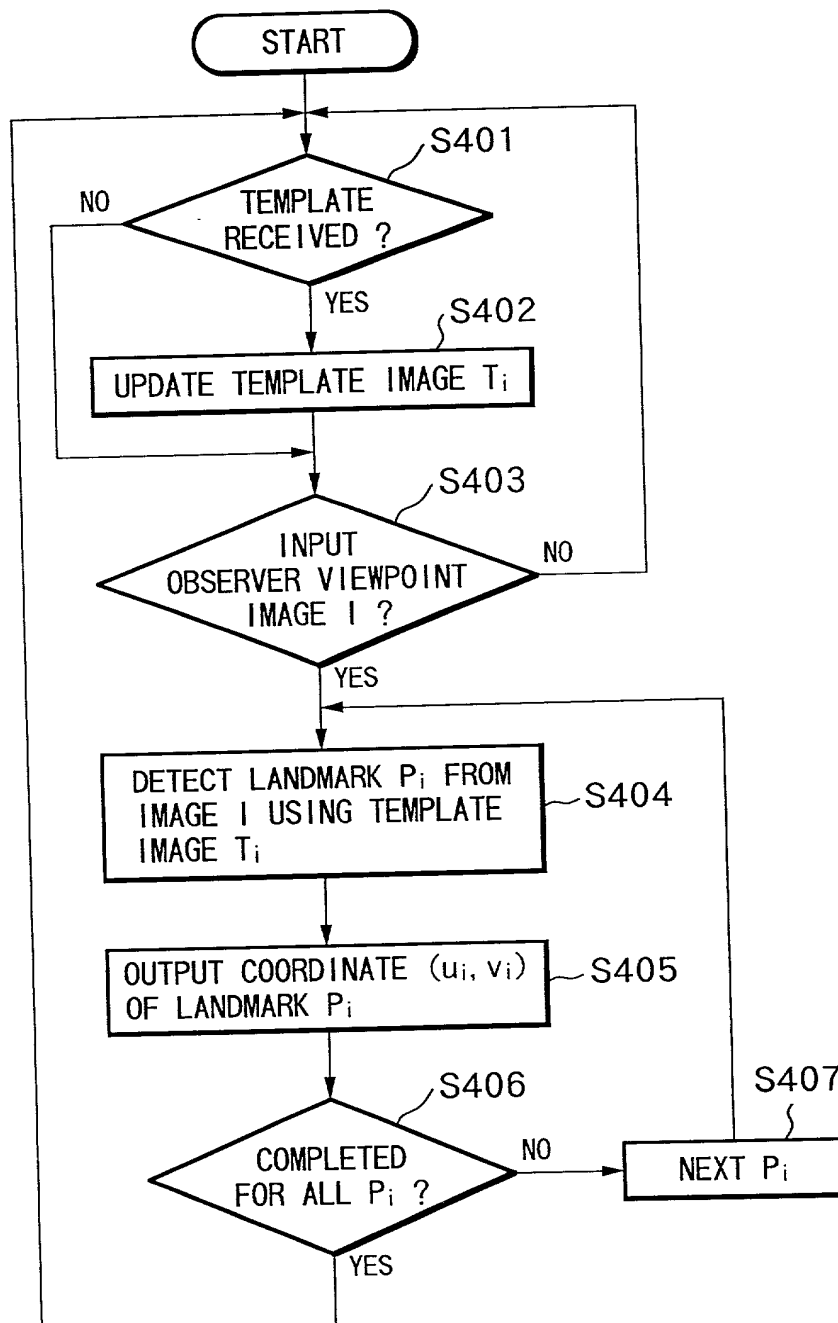 START
S401
NO
TEMPLATE
RECEIVED ?
YES
S402
UPDATE TEMPLATE IMAGE Ti
S403
INPUT
OBSERVER VIEWPOINT
IMAGE I ?
NO
YES
DETECT LANDMARK Pi FROM
IMAGE I USING TEMPLATE
IMAGE Ti
S404
OUTPUT COORDINATE (ui, vi)
OF LANDMARK Pi
S405
S406
S407
COMPLETED
FOR ALL Pi ?
NO
NEXT Pi
YES